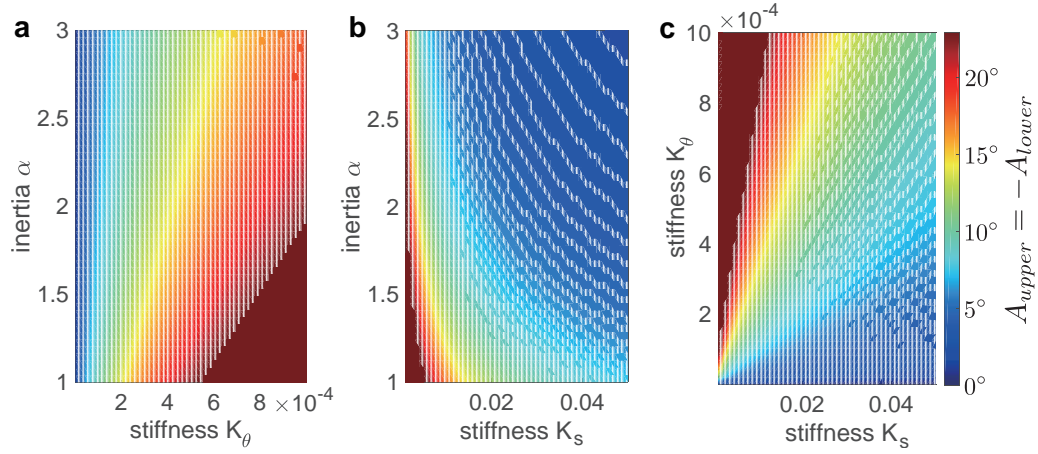 a
3
2.5
2
1.5
1
inertia α
2 4 6 8 ×10⁻⁴
stiffness K_θ
b
3
2.5
2
1.5
1
inertia α
0.02 0.04
stiffness K_s
c
×10⁻⁴
10
8
6
4
2
stiffness K_θ
0.02 0.04
stiffness K_s
20°
15°
10°
5°
0°
A_upper = −A_lower